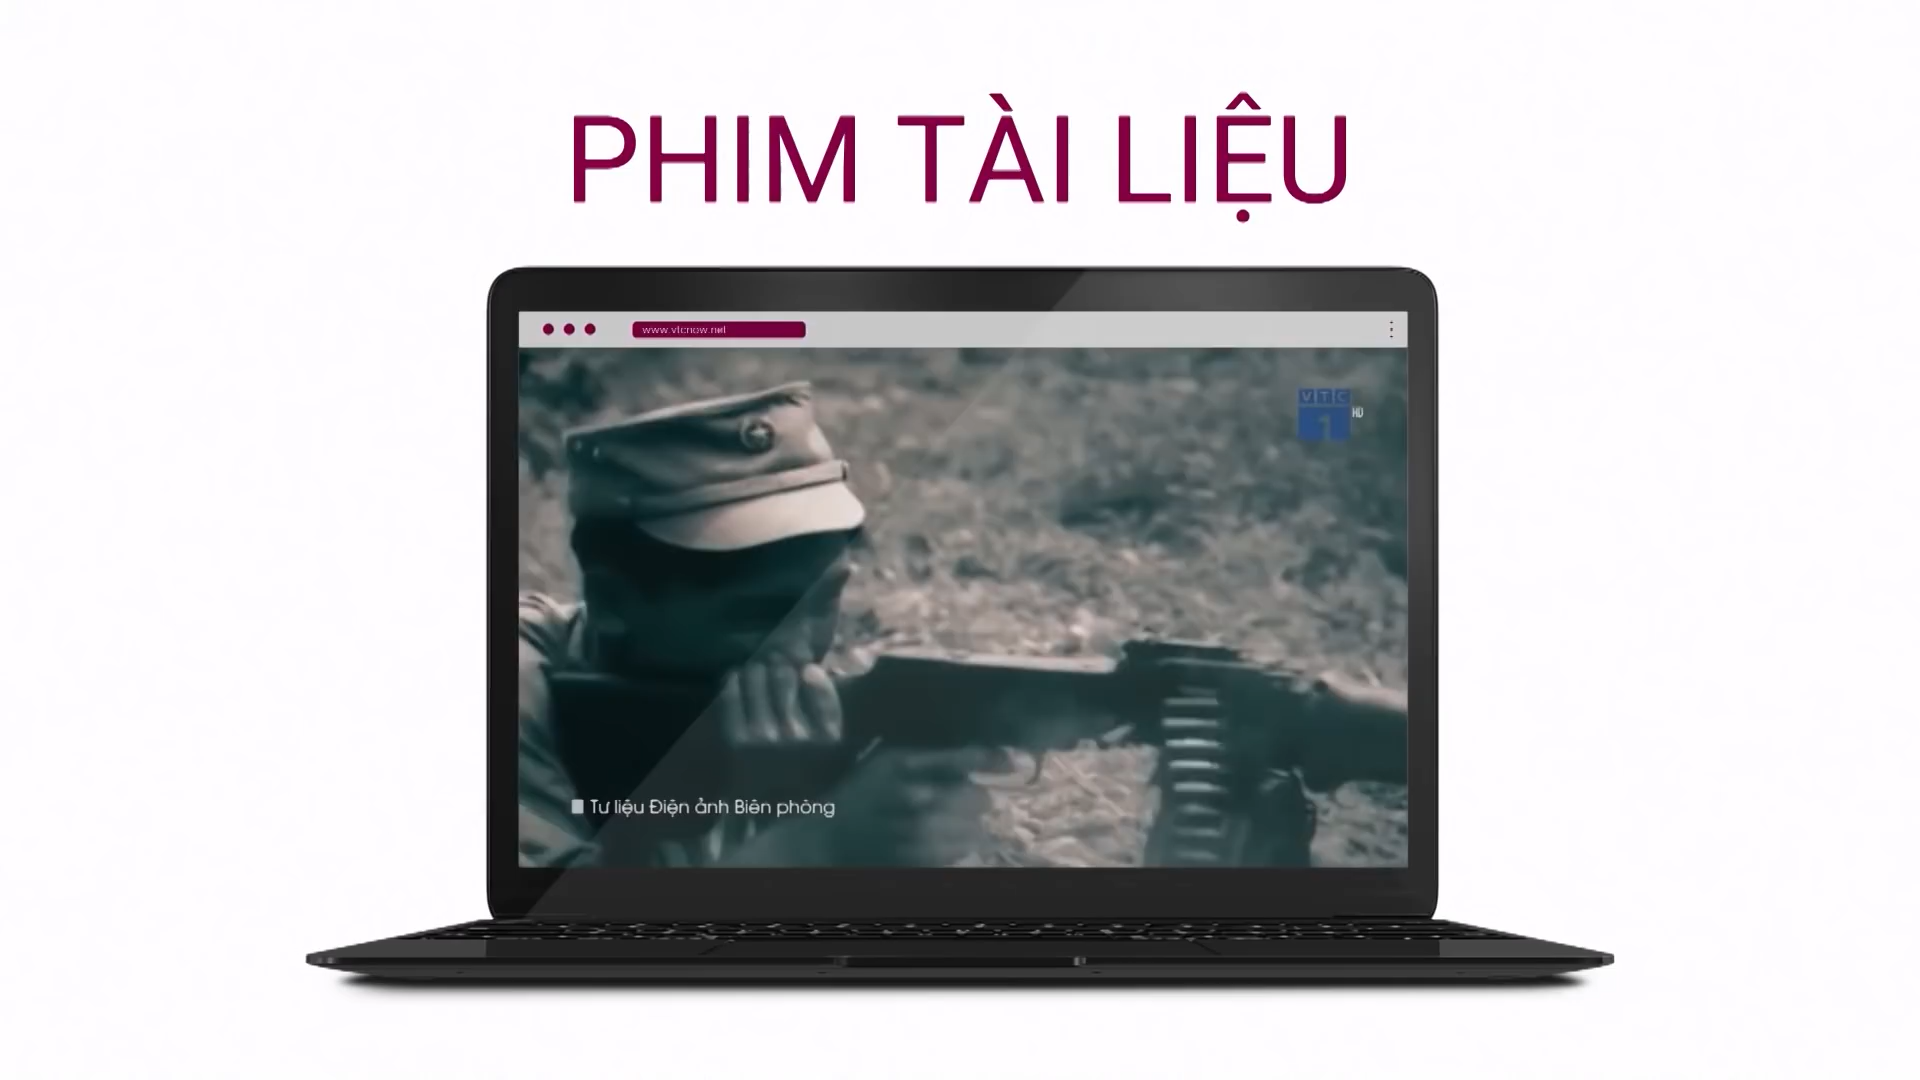 PHIM TÀI LIỆU
www.vtcnow.net
VTC
1
HD
Tư liệu Điện ảnh Biên phòng